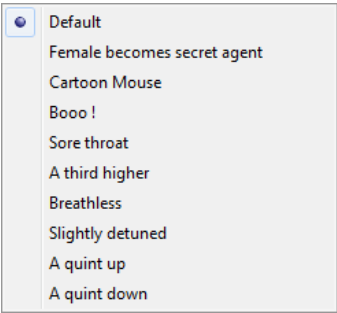 Default
Female becomes secret agent
Cartoon Mouse
Booo !
Sore throat
A third higher
Breathless
Slightly detuned
A quint up
A quint down